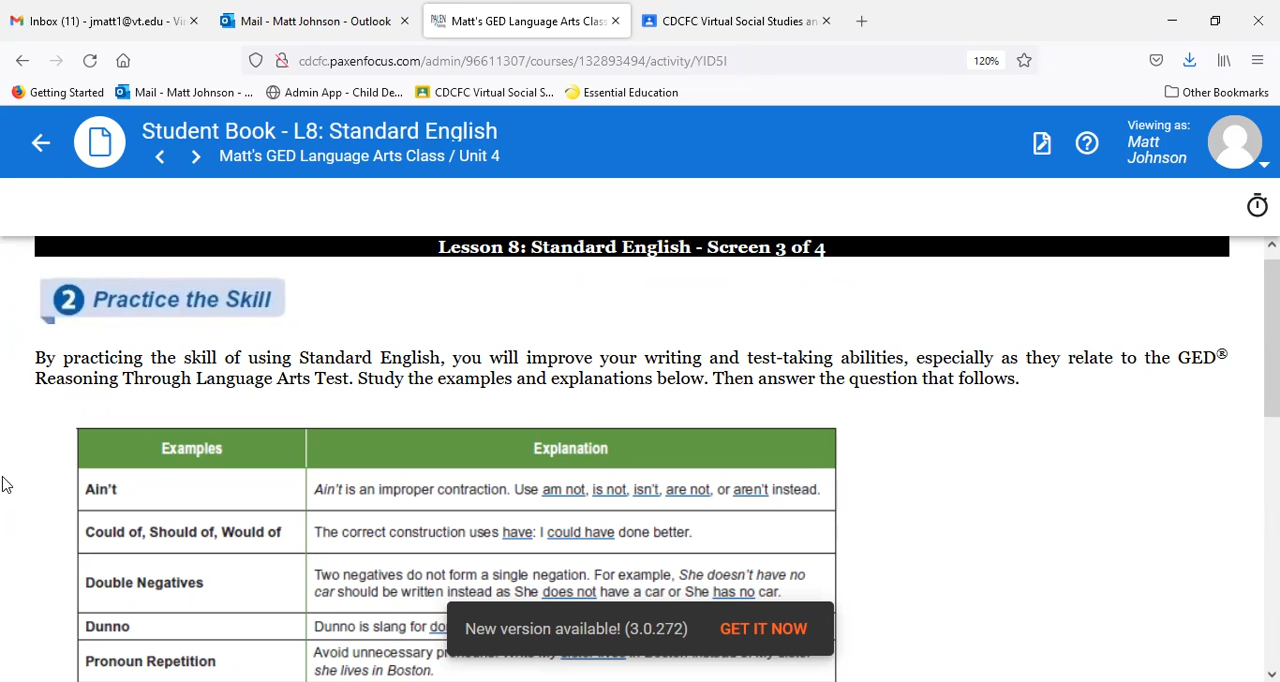 Inbox (11) - jmatt1@vt.edu - Vi
Mail - Matt Johnson - Outlook
Matt's GED Language Arts Clas
CDCFC Virtual Social Studies an
cdcfc.paxenfocus.com/admin/96611307/courses/132893494/activity/YID5I
120%
Getting Started
Mail - Matt Johnson - ...
Admin App - Child De...
CDCFC Virtual Social S...
Essential Education
Other Bookmarks
Student Book - L8: Standard English
Matt's GED Language Arts Class / Unit 4
Viewing as:
Matt
Johnson
Lesson 8: Standard English - Screen 3 of 4
2 Practice the Skill
By practicing the skill of using Standard English, you will improve your writing and test-taking abilities, especially as they relate to the GED®
Reasoning Through Language Arts Test. Study the examples and explanations below. Then answer the question that follows.
Examples
Explanation
Ain't
Ain't is an improper contraction. Use am not, is not, isn't, are not, or aren't instead.
Could of, Should of, Would of
The correct construction uses have: I could have done better.
Double Negatives
Two negatives do not form a single negation. For example, She doesn't have no
car should be written instead as She does not have a car or She has no car.
Dunno
Dunno is slang for
New version available! (3.0.272)
GET IT NOW
Pronoun Repetition
Avoid unnecessary
she lives in Boston.